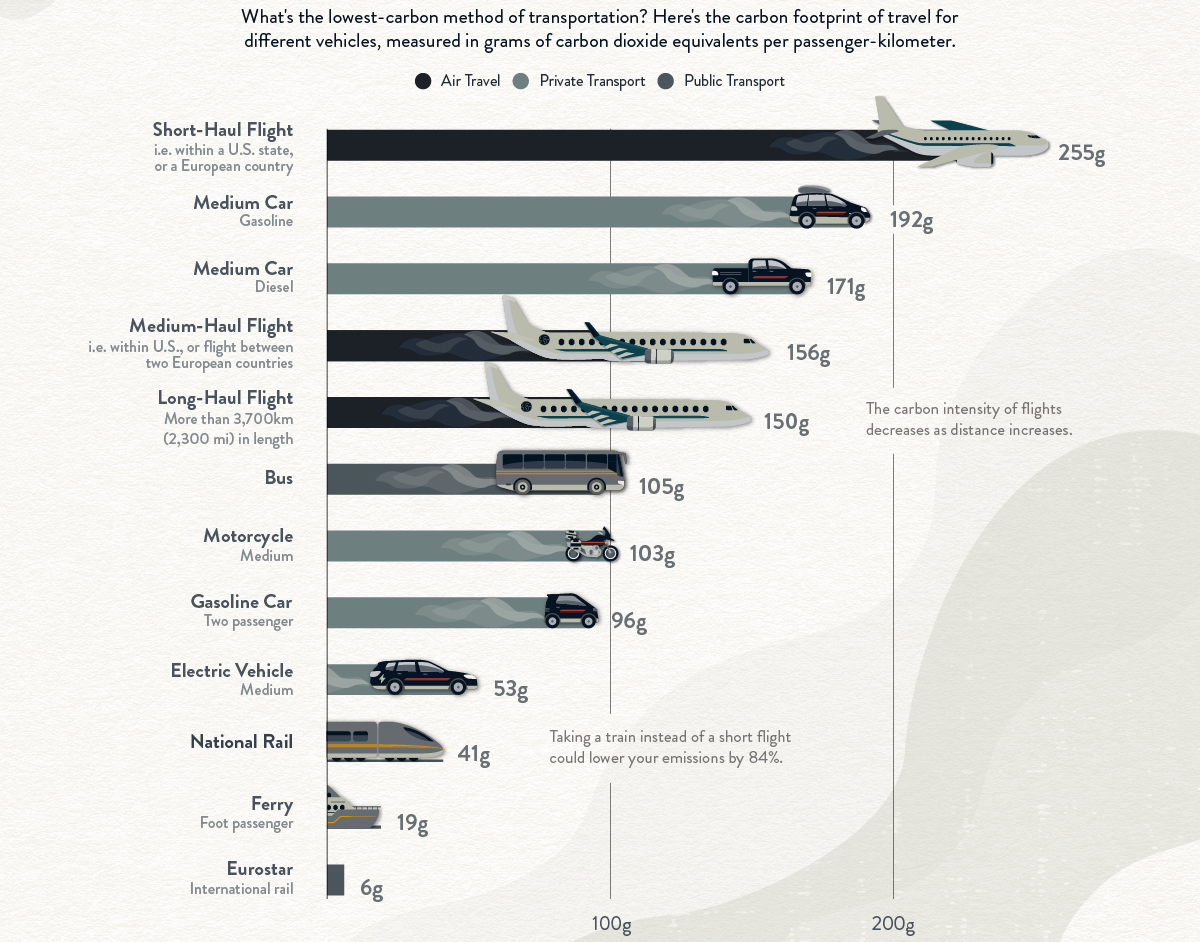 What's the lowest-carbon method of transportation? Here's the carbon footprint of travel for
different vehicles, measured in grams of carbon dioxide equivalents per passenger-kilometer.
Air Travel
Private Transport
Public Transport
Short-Haul Flight
i.e. within a U.S. state,
or a European country
255g
Medium Car
Gasoline
192g
Medium Car
Diesel
171g
Medium-Haul Flight
i.e. within U.S., or flight between
two European countries
156g
Long-Haul Flight
More than 3,700km
(2,300 mi) in length
150g
The carbon intensity of flights
decreases as distance increases.
Bus
105g
Motorcycle
Medium
103g
Gasoline Car
Two passenger
96g
Electric Vehicle
Medium
53g
National Rail
41g
Taking a train instead of a short flight
could lower your emissions by 84%.
Ferry
Foot passenger
19g
Eurostar
International rail
6g
100g
200g